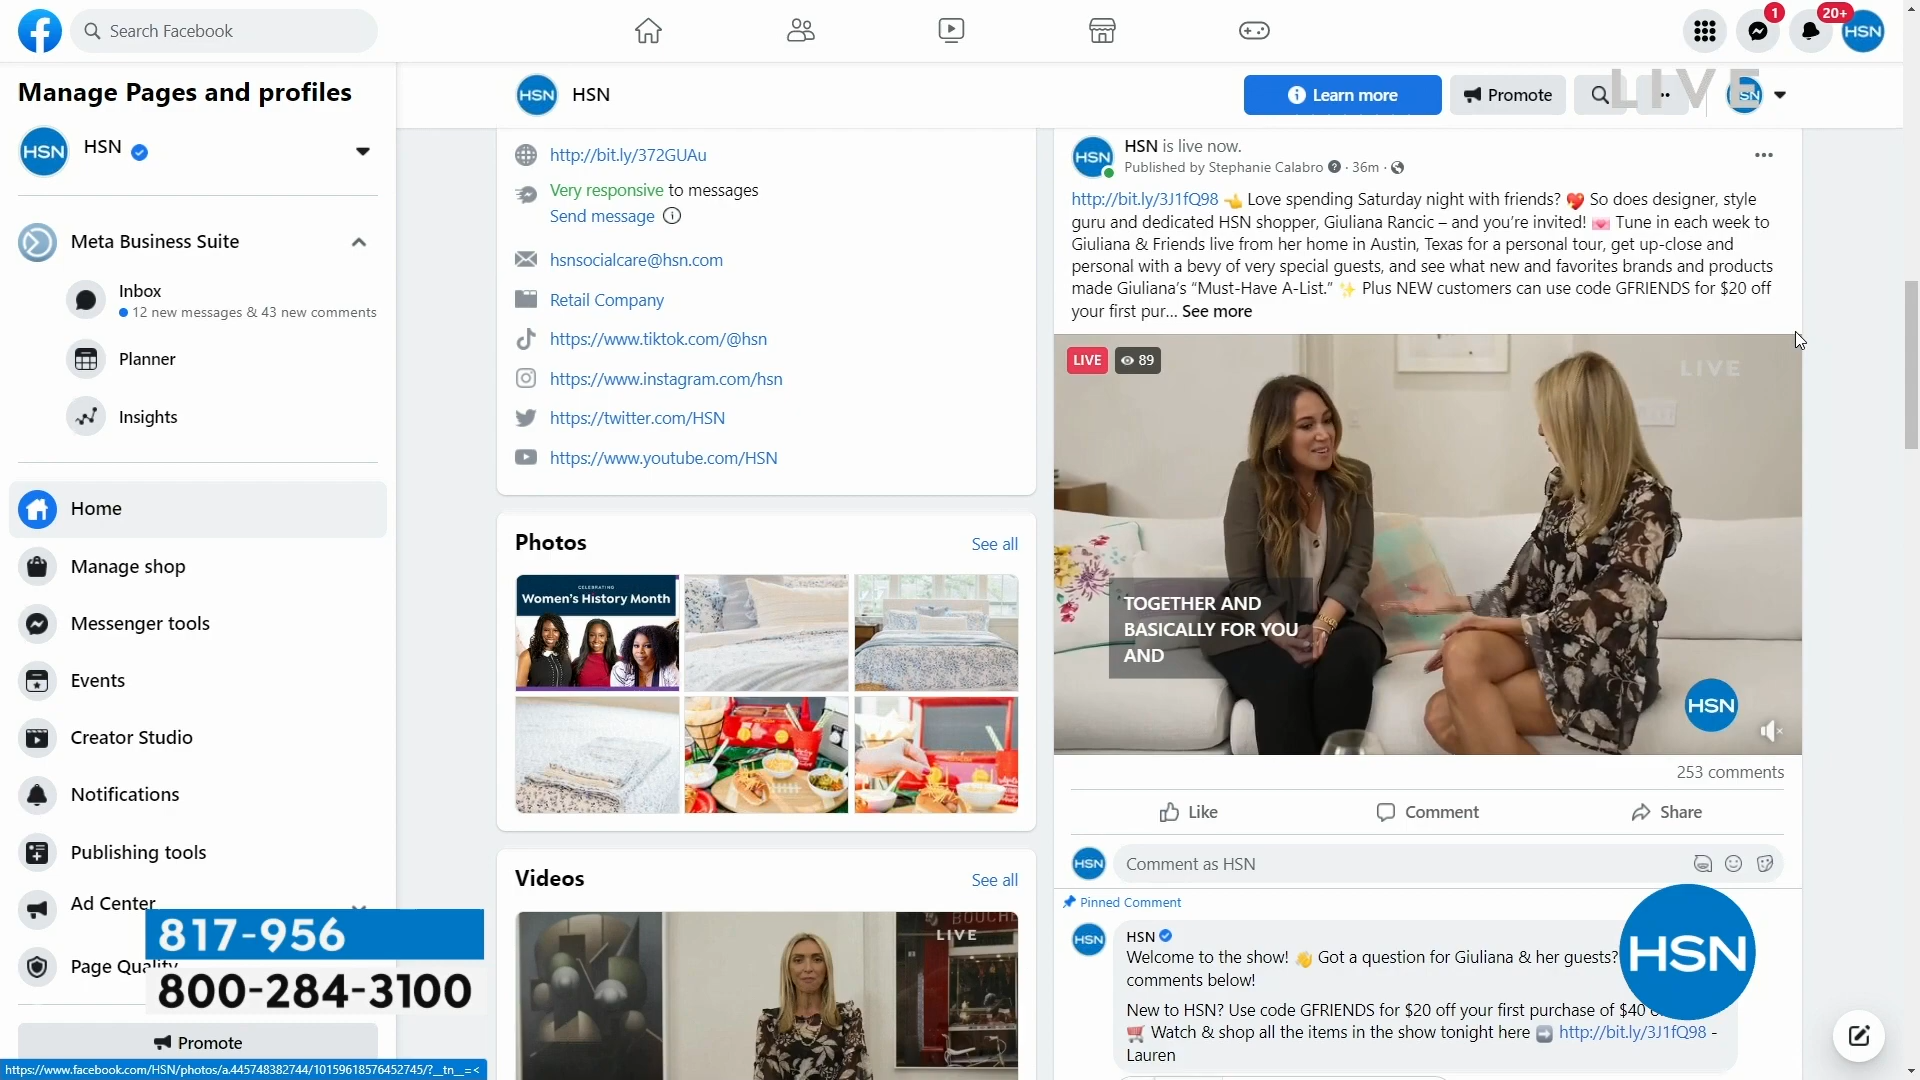 Search Facebook
1
20+
HSN
Manage Pages and profiles
HSN
HSN
Meta Business Suite
Inbox
12 new messages & 43 new comments
Planner
Insights
Home
Manage shop
Messenger tools
Events
Creator Studio
Notifications
Publishing tools
Ad Center
Page Quality
817-956
800-284-3100
Promote
https://www.facebook.com/HSN/photos/a.445748382744/10159618576452745/?__tn__=<
HSN
HSN
Learn more
Promote
LIVE
HSN
http://bit.ly/372GUAu
Very responsive to messages
Send message
hsnsocialcare@hsn.com
Retail Company
https://www.tiktok.com/@hsn
https://www.instagram.com/hsn
https://twitter.com/HSN
https://www.youtube.com/HSN
Photos
See all
CELEBRATING
Women's History Month
Videos
See all
BOUCHE
LIVE
HSN
HSN is live now.
Published by Stephanie Calabro · 36m ·
http://bit.ly/3J1fQ98 👈 Love spending Saturday night with friends? 💖 So does designer, style
guru and dedicated HSN shopper, Giuliana Rancic – and you're invited! 💌 Tune in each week to
Giuliana & Friends live from her home in Austin, Texas for a personal tour, get up-close and
personal with a bevy of very special guests, and see what new and favorites brands and products
made Giuliana's “Must-Have A-List.” ✨ Plus NEW customers can use code GFRIENDS for $20 off
your first pur... See more
LIVE
89
LIVE
TOGETHER AND
BASICALLY FOR YOU
AND
HSN
253 comments
Like
Comment
Share
HSN
Comment as HSN
Pinned Comment
HSN
HSN
Welcome to the show! 👋 Got a question for Giuliana & her guests?
comments below!
New to HSN? Use code GFRIENDS for $20 off your first purchase of $40
🛒 Watch & shop all the items in the show tonight here ➡️ http://bit.ly/3J1fQ98 -
Lauren
HSN